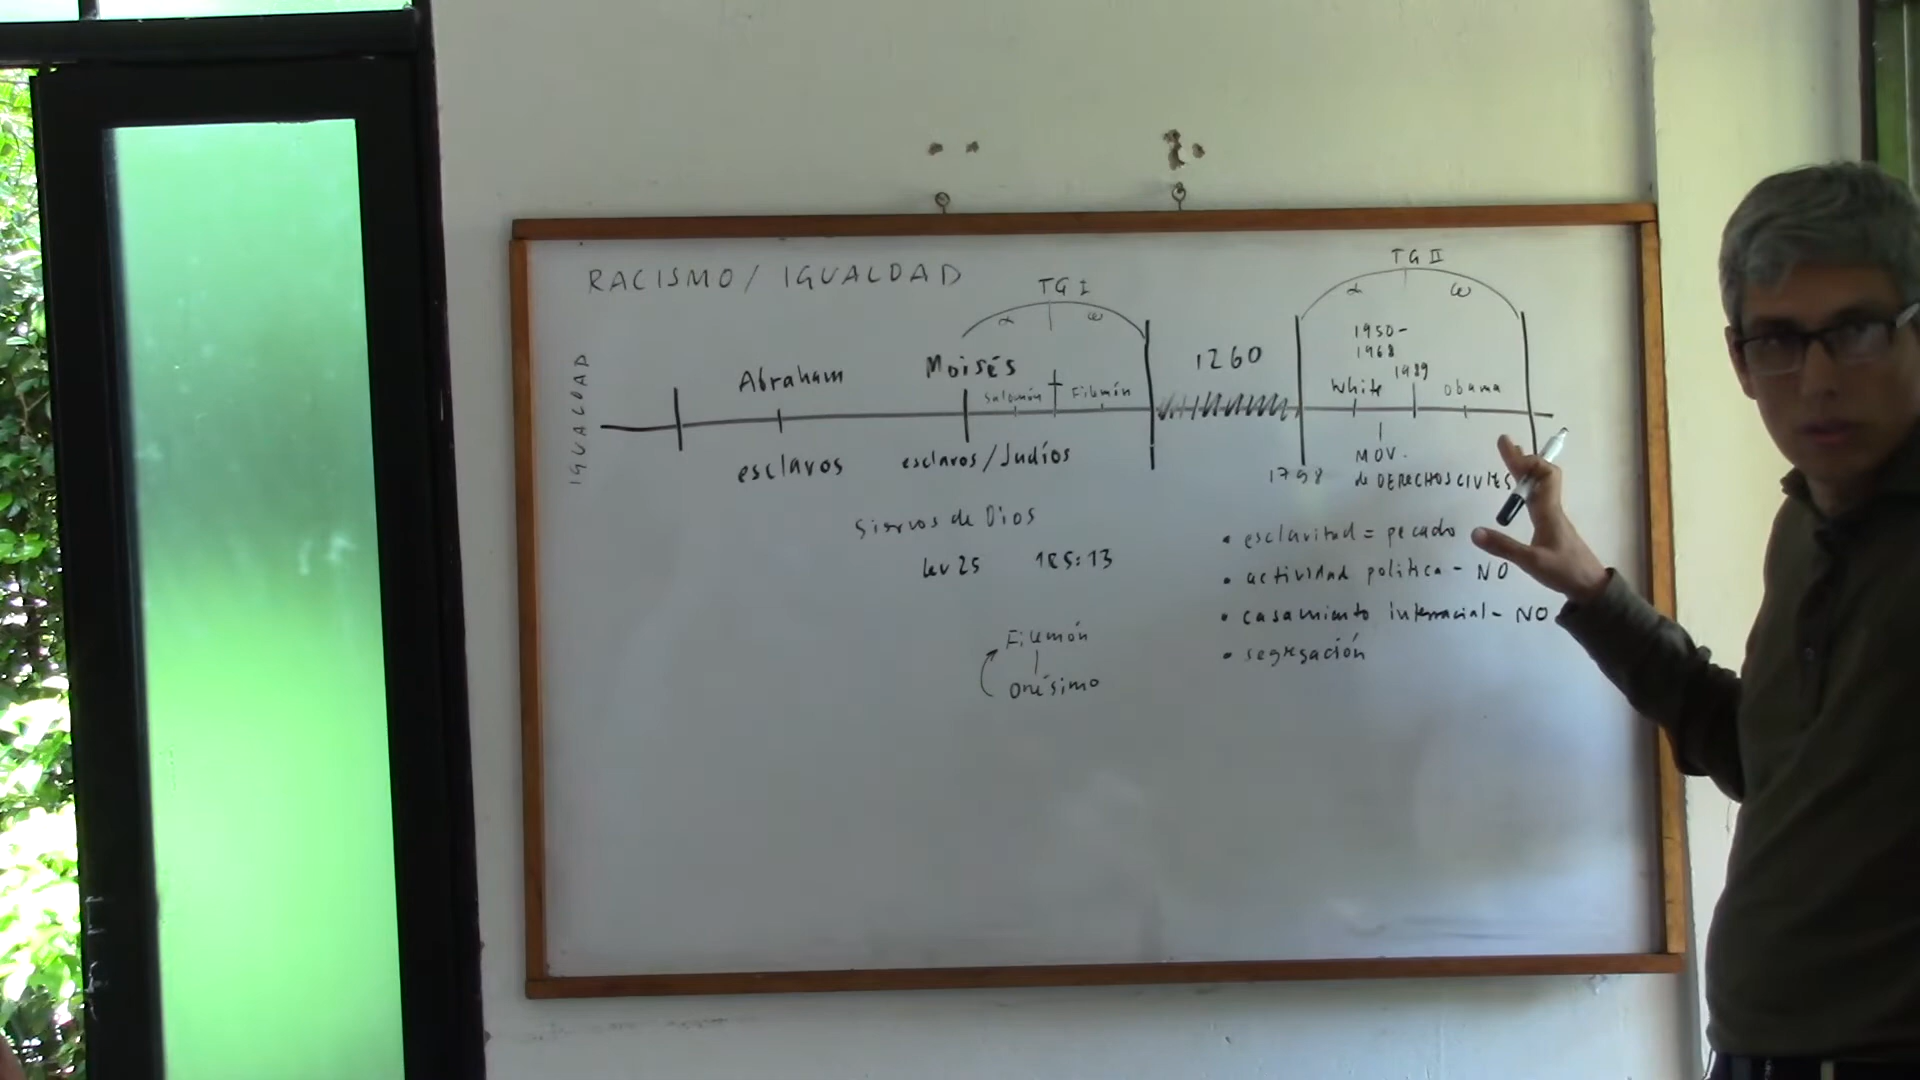 RACISMO / IGUALDAD
IGUALDAD
TG I
α ω
TG II
α ω
Abraham
Moisés
Salomón
Filemón
1260
1950-
1968
1989
White
Obama
esclavos
esclavos/Judíos
1798
MOV.
de DERECHOS CIVILES
Siervos de Dios
Lev 25
1R5:13
Filemón
Onésimo
• esclavitud = pecado
• actividad política - NO
• casamiento interracial - NO
• segregación